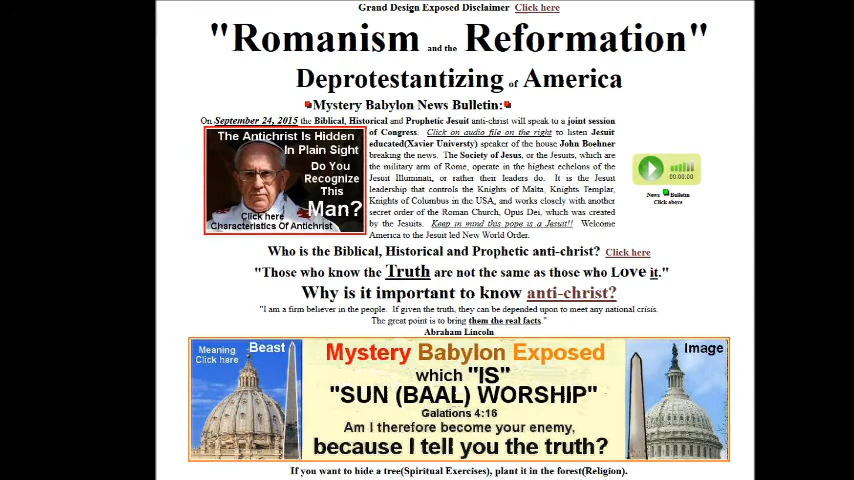 Grand Design Exposed Disclaimer Click here
"Romanism and the Reformation"
Deprotestantizing of America
Mystery Babylon News Bulletin:
On September 24, 2015 the Biblical, Historical and Prophetic Jesuit anti-christ will speak to a joint session
of Congress. Click on audio file on the right to listen Jesuit
educated(Xavier Universty) speaker of the house John Boehner
breaking the news. The Society of Jesus, or the Jesuits, which are
the military arm of Rome, operate in the highest echelons of the
Jesuit Illuminati, or rather their leaders do. It is the Jesuit
leadership that controls the Knights of Malta, Knights Templar,
Knights of Columbus in the USA, and works closely with another
secret order of the Roman Church, Opus Dei, which was created
by the Jesuits. Keep in mind this pope is a Jesuit!! Welcome
America to the Jesuit led New World Order.
The Antichrist Is Hidden
In Plain Sight
Do You
Recognize
This
Man?
Click here
Characteristics Of Antichrist
00:00:00
News Bulletin
Click above
Who is the Biblical, Historical and Prophetic anti-christ? Click here
"Those who know the Truth are not the same as those who Love it."
Why is it important to know anti-christ?
"I am a firm believer in the people. If given the truth, they can be depended upon to meet any national crisis.
The great point is to bring them the real facts."
Abraham Lincoln
Meaning
Click here
Beast
Mystery Babylon Exposed
which "IS"
"SUN (BAAL) WORSHIP"
Galations 4:16
Am I therefore become your enemy,
because I tell you the truth?
Image
If you want to hide a tree(Spiritual Exercises), plant it in the forest(Religion).